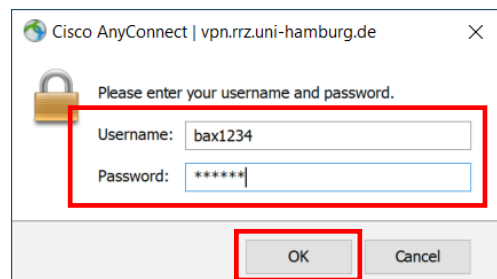 Cisco AnyConnect | vpn.rrz.uni-hamburg.de
Please enter your username and password.
Username: bax1234
Password: ******
OK Cancel